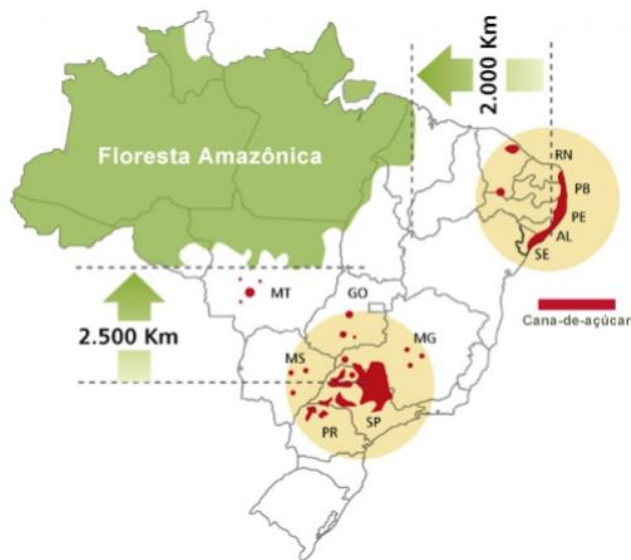 2.000 Km
Floresta Amazônica
RN
PB
PE
AL
SE
MT
GO
Cana-de-açúcar
2.500 Km
MS
MG
PR
SP